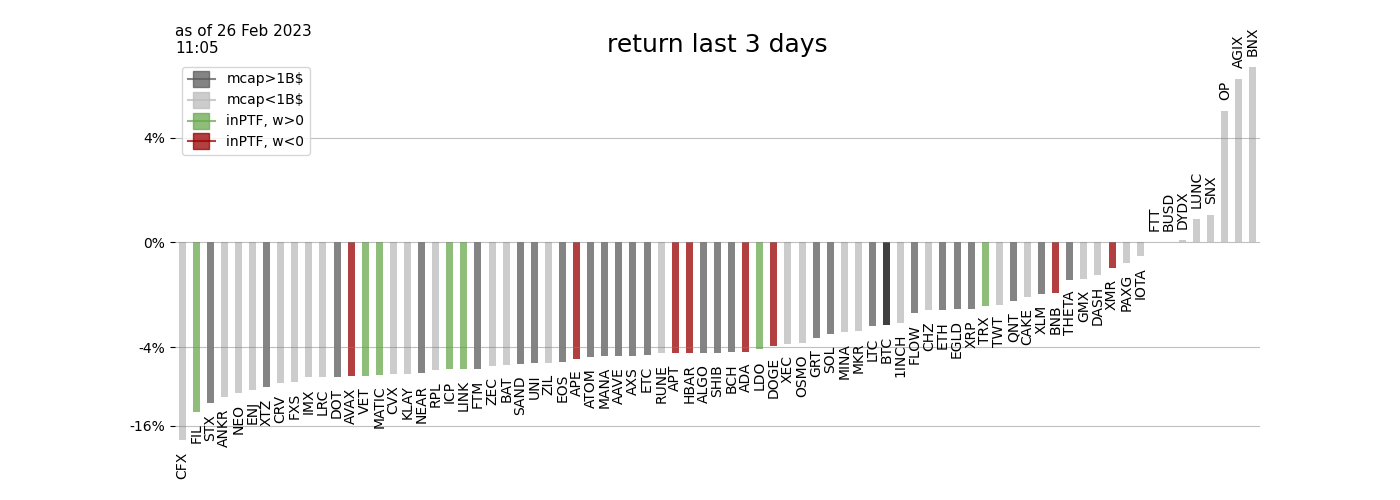 as of 26 Feb 2023
11:05
return last 3 days
mcap>1B$
mcap<1B$
inPTF, w>0
inPTF, w<0
4%
0%
-4%
-16%
CFX
FIL
STX
ANKR
NEO
ENJ
XTZ
CRV
FXS
IMX
LRC
DOT
AVAX
VET
MATIC
CVX
KLAY
NEAR
RPL
ICP
LINK
FTM
ZEC
BAT
SAND
UNI
ZIL
EOS
APE
ATOM
MANA
AAVE
AXS
ETC
RUNE
APT
HBAR
ALGO
SHIB
BCH
ADA
LDO
DOGE
XEC
OSMO
GRT
SOL
MINA
MKR
LTC
BTC
1INCH
FLOW
CHZ
ETH
EGLD
XRP
TRX
TWT
QNT
CAKE
XLM
BNB
THETA
GMX
DASH
XMR
PAXG
IOTA
FTT
BUSD
DYDX
LUNC
SNX
OP
AGIX
BNX